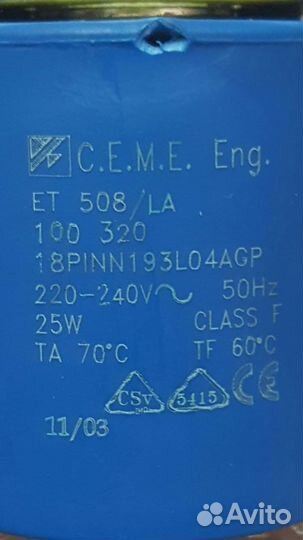 C.E.M.E. Eng.
ET 508/LA
100 320
18PINN193L04AGP
220-240V~ 50Hz
25W CLASS F
TA 70°C TF 60°C
CSv 5415 CE
11/03
Avito